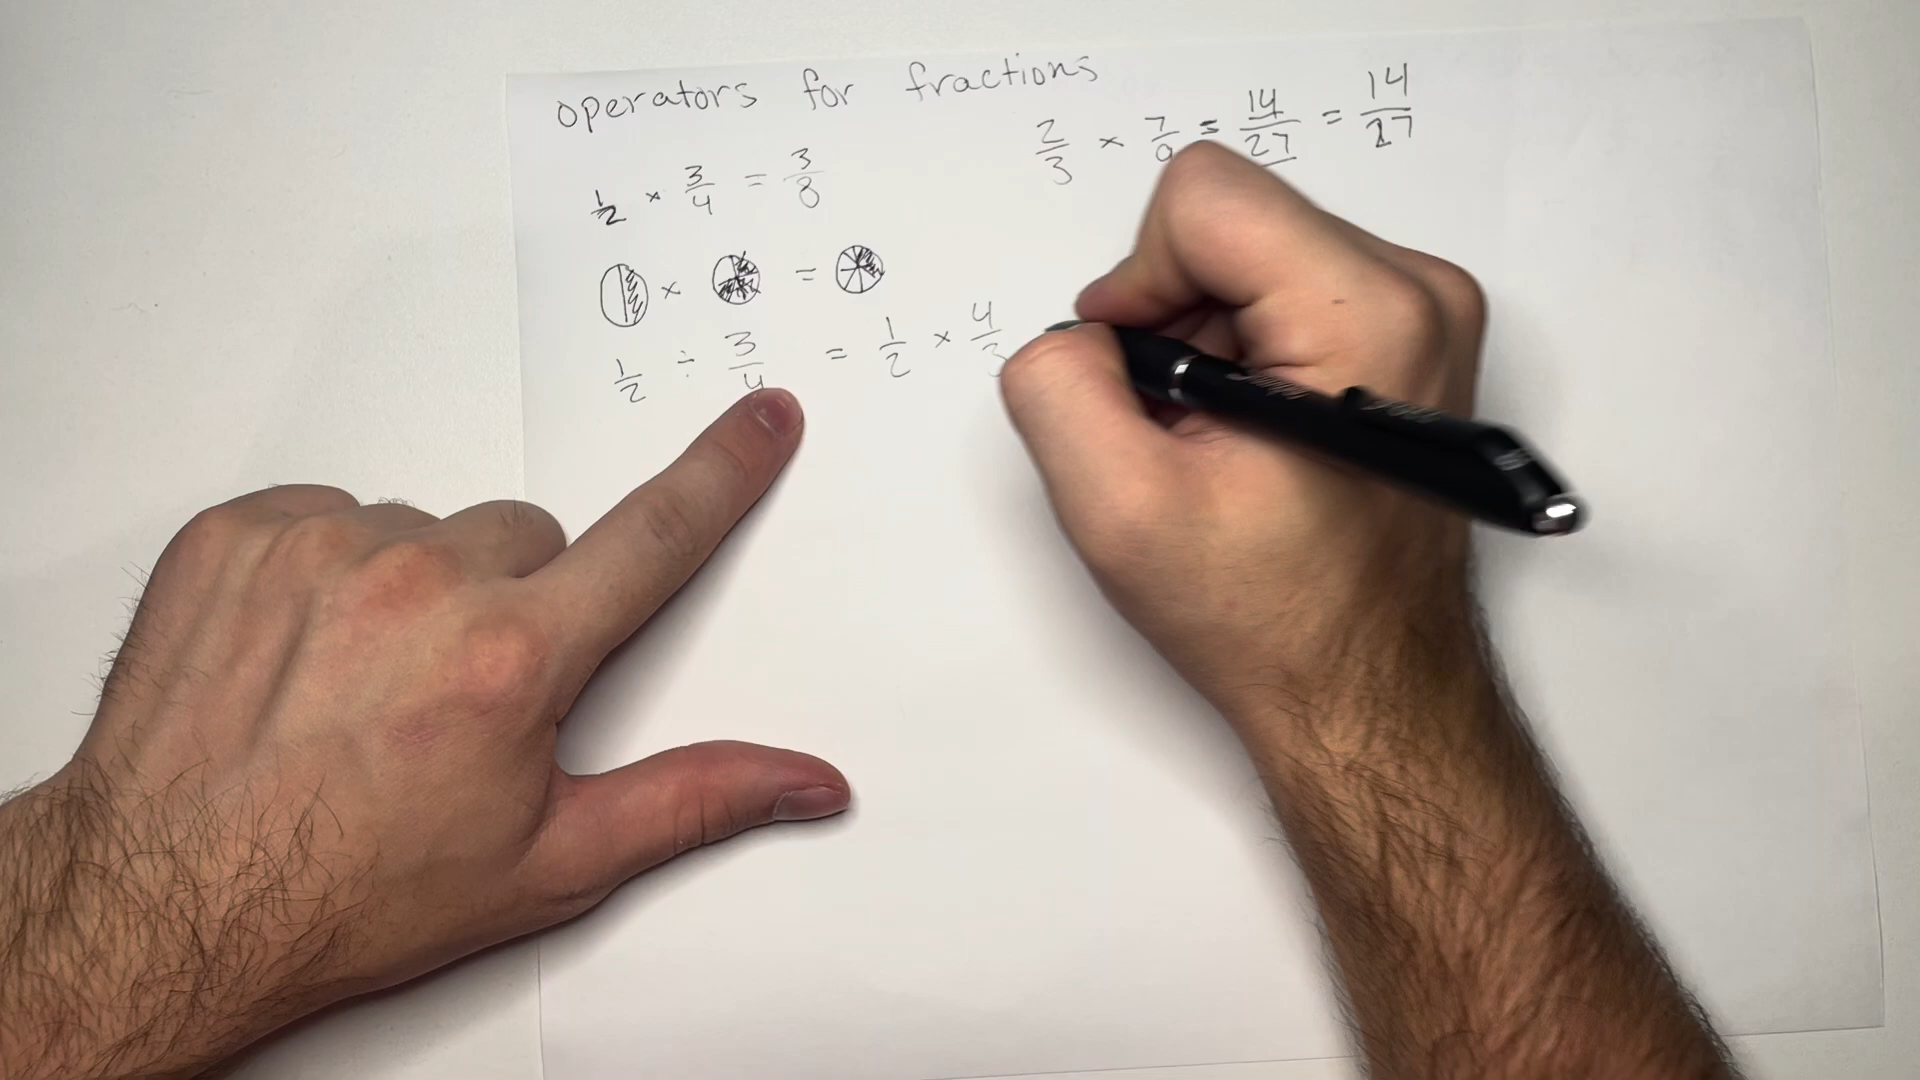 operators for fractions
2/3 × 7/9 = 14/27 = 14/27
1/2 × 3/4 = 3/8
× =
1/2 ÷ 3/4 = 1/2 × 4/3